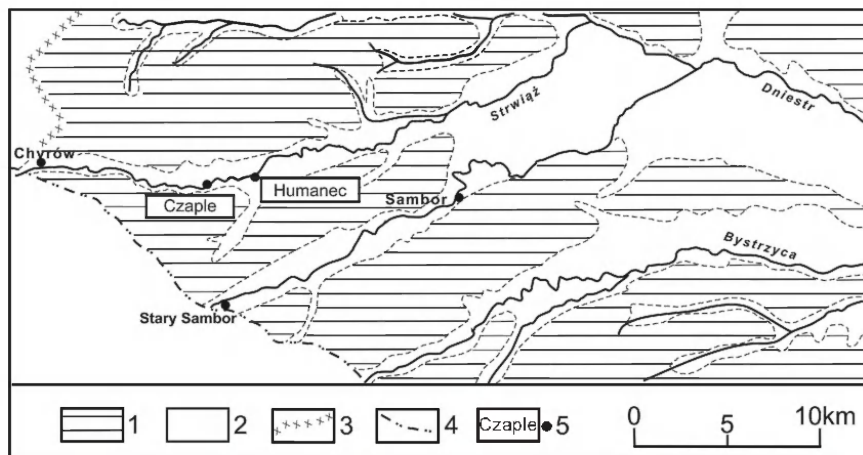 Chyrów
Strwiąż
Dniestr
Czaple
Humanec
Sambor
Bystrzyca
Stary Sambor
1 2 3 4 Czaple 5 0 5 10km